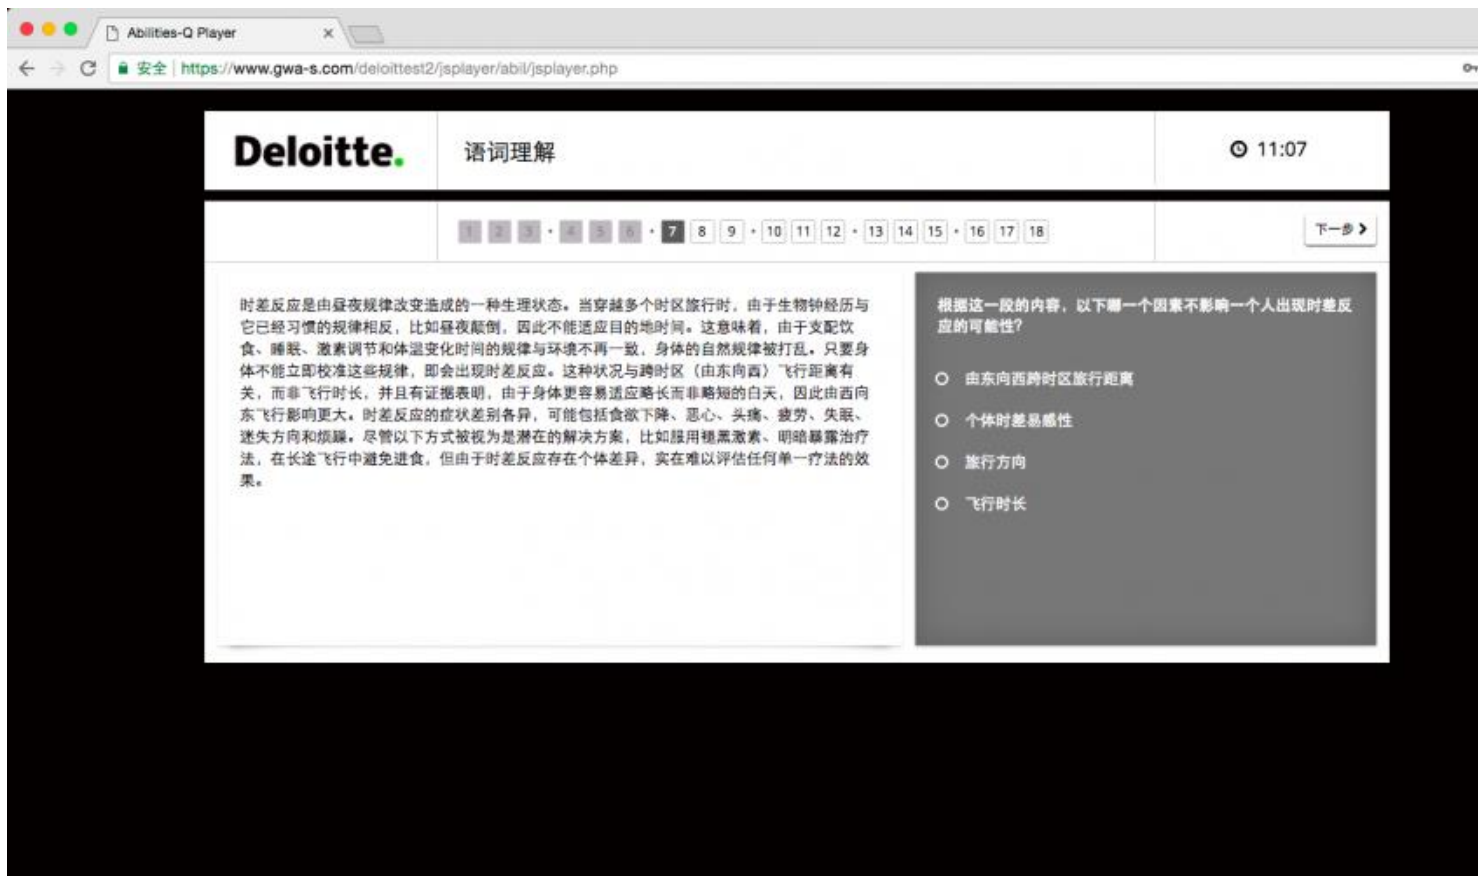 Abilities-Q Player
安全 | https://www.gwa-s.com/deloittest2/jsplayer/abil/jsplayer.php
Deloitte.
语词理解
11:07
1 2 3 • 4 5 6 • 7 8 9 • 10 11 12 • 13 14 15 • 16 17 18
下一步
时差反应是由昼夜规律改变造成的一种生理状态。当穿越多个时区旅行时，由于生物钟经历与
它已经习惯的规律相反，比如昼夜颠倒，因此不能适应目的地时间。这意味着，由于支配饮
食、睡眠、激素调节和体温变化时间的规律与环境不再一致，身体的自然规律被打乱。只要身
体不能立即校准这些规律，即会出现时差反应。这种状况与跨时区（由东向西）飞行距离有
关，而非飞行时长，并且有证据表明，由于身体更容易适应略长而非略短的白天，因此由西向
东飞行影响更大。时差反应的症状差别各异，可能包括食欲下降、恶心、头痛、疲劳、失眠、
迷失方向和烦躁。尽管以下方式被视为是潜在的解决方案，比如服用褪黑激素、明暗暴露治疗
法，在长途飞行中避免进食，但由于时差反应存在个体差异，实在难以评估任何单一疗法的效
果。
根据这一段的内容，以下哪一个因素不影响一个人出现时差反
应的可能性？
由东向西跨时区旅行距离
个体时差易感性
旅行方向
飞行时长